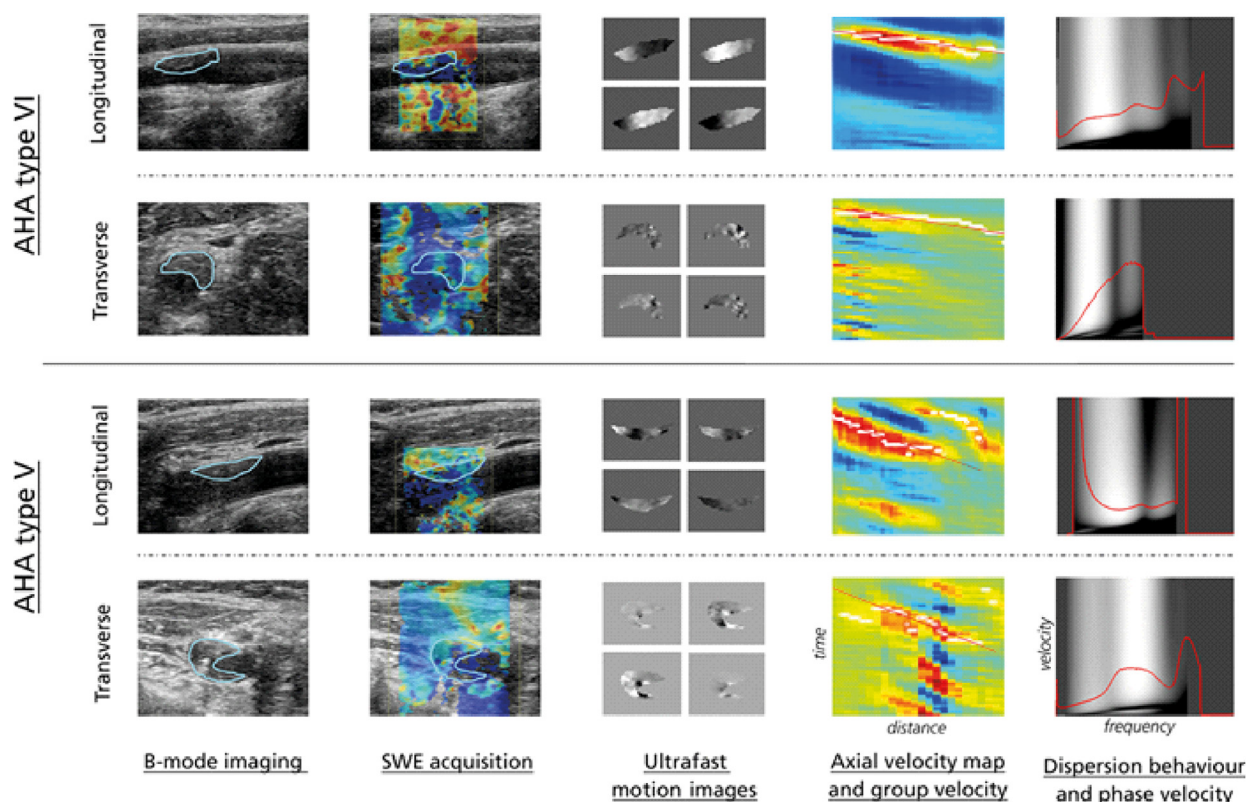 AHA type VI
Longitudinal
Transverse
AHA type V
Longitudinal
Transverse
time
distance
velocity
frequency
B-mode imaging
SWE acquisition
Ultrafast
motion images
Axial velocity map
and group velocity
Dispersion behaviour
and phase velocity